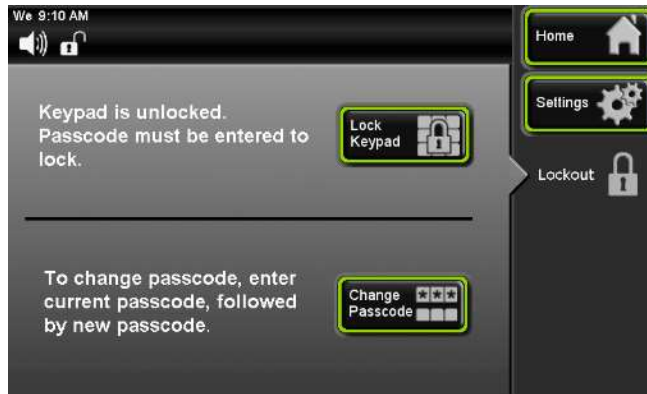 We 9:10 AM
Home
Settings
Keypad is unlocked.
Passcode must be entered to
lock.
Lock
Keypad
Lockout
To change passcode, enter
current passcode, followed
by new passcode.
Change
Passcode